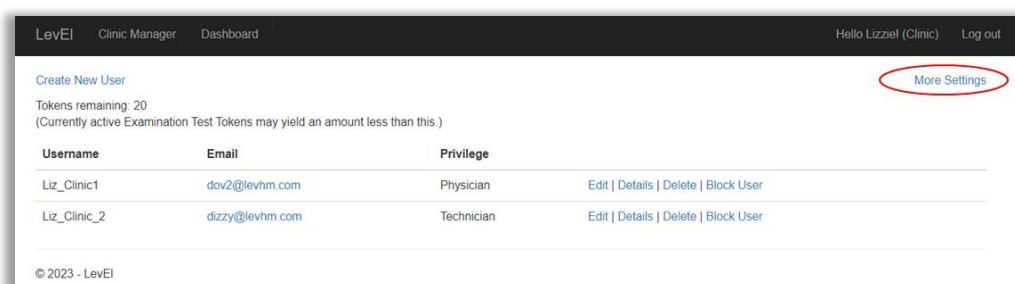 LevEl Clinic Manager Dashboard Hello Lizziel (Clinic) Log out
Create New User More Settings
Tokens remaining: 20
(Currently active Examination Test Tokens may yield an amount less than this.)
Username Email Privilege
Liz_Clinic1 dov2@levhm.com Physician Edit | Details | Delete | Block User
Liz_Clinic_2 dizzy@levhm.com Technician Edit | Details | Delete | Block User
© 2023 - LevEl